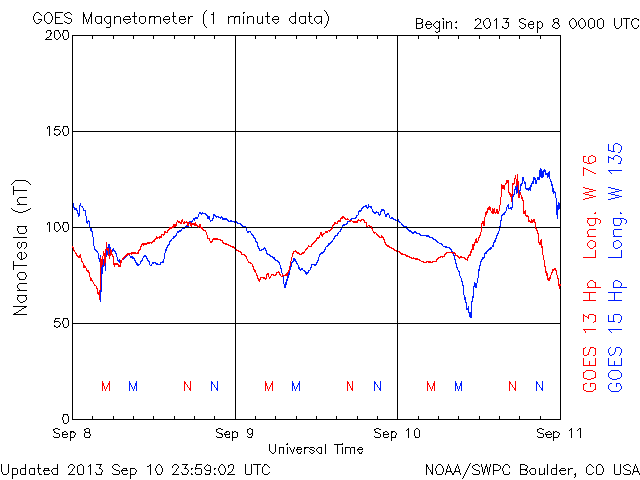 GOES Magnetometer (1 minute data)
Begin: 2013 Sep 8 0000 UTC
200
150
100
50
0
NanoTesla (nT)
M M N N M M N N M M N N
Sep 8 Sep 9 Sep 10 Sep 11
Universal Time
GOES 13 Hp Long. W 76
GOES 15 Hp Long. W 135
Updated 2013 Sep 10 23:59:02 UTC
NOAA/SWPC Boulder, CO USA